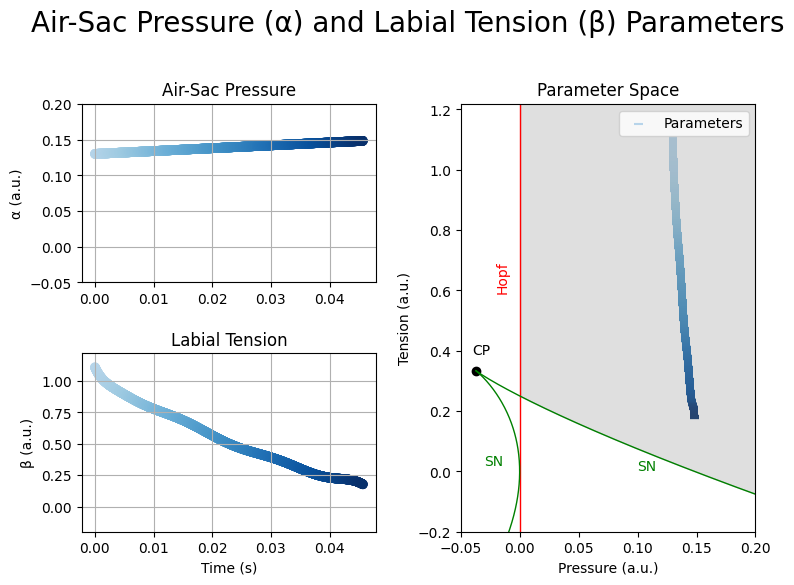 Air-Sac Pressure (α) and Labial Tension (β) Parameters
Air-Sac Pressure
α (a.u.)
0.20
0.15
0.10
0.05
0.00
−0.05
0.00 0.01 0.02 0.03 0.04
Labial Tension
β (a.u.)
1.00
0.75
0.50
0.25
0.00
0.00 0.01 0.02 0.03 0.04
Time (s)
Parameter Space
Parameters
Tension (a.u.)
1.2
1.0
0.8
0.6
0.4
0.2
0.0
−0.2
Hopf
CP
SN
SN
−0.05 0.00 0.05 0.10 0.15 0.20
Pressure (a.u.)